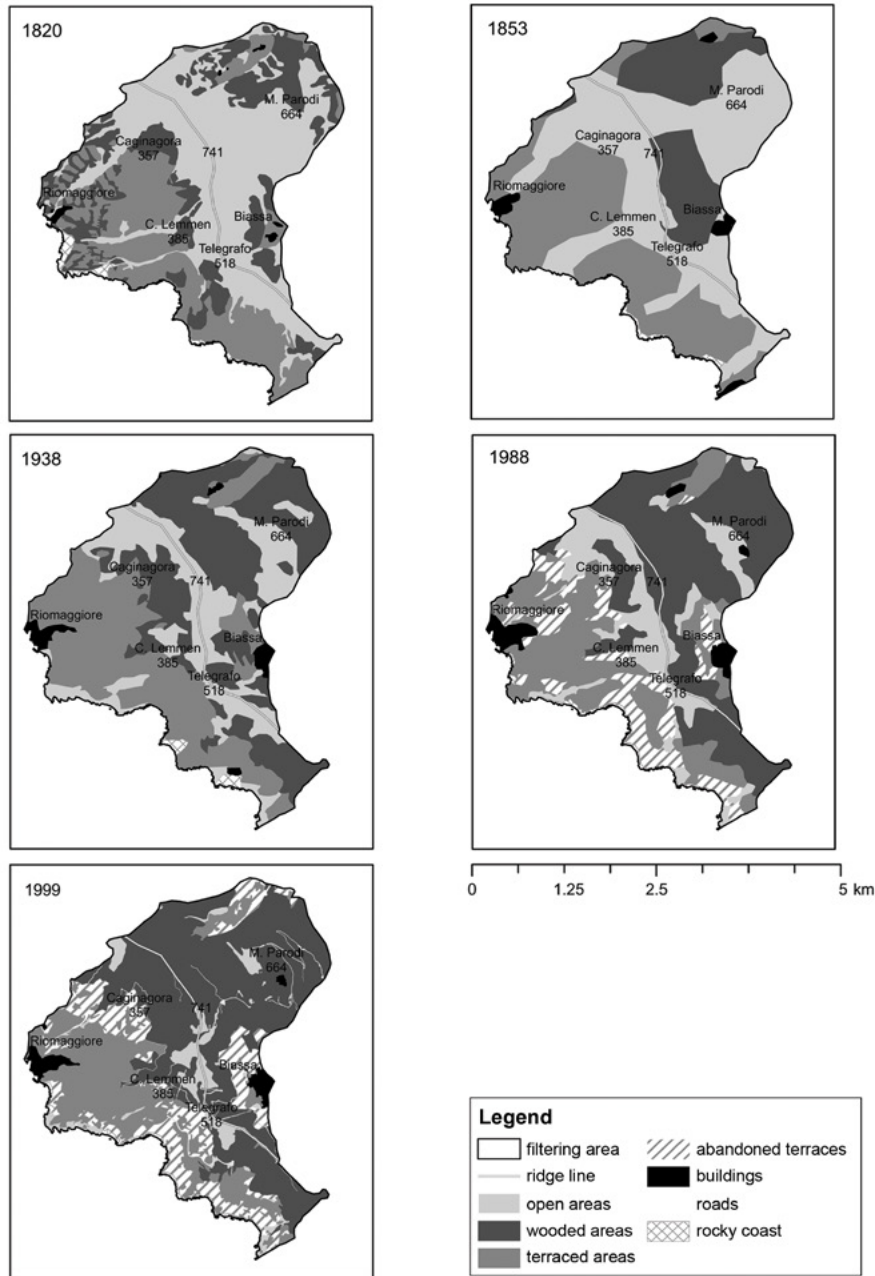 1820
M. Parodi
664
Caginagora
357
741
Riomaggiore
C. Lemmen
385
Biassa
Telegrafo
518
1853
M. Parodi
664
Caginagora
357
741
Riomaggiore
C. Lemmen
385
Biassa
Telegrafo
518
1938
M. Parodi
664
Caginagora
357
741
Riomaggiore
C. Lemmen
385
Biassa
Telegrafo
518
1988
M. Parodi
664
Caginagora
357
741
Riomaggiore
C. Lemmen
385
Biassa
Telegrafo
518
0 1.25 2.5 5 km
1999
M. Parodi
664
Caginagora
357
741
Riomaggiore
C. Lemmen
385
Biassa
Telegrafo
518
Legend
filtering area
ridge line
open areas
wooded areas
terraced areas
abandoned terraces
buildings
roads
rocky coast